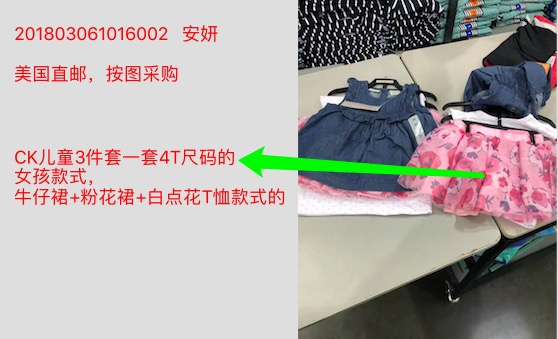 201803061016002 安妍
美国直邮，按图采购
CK儿童3件套一套4T尺码的
女孩款式，
牛仔裙+粉花裙+白点花T恤款式的